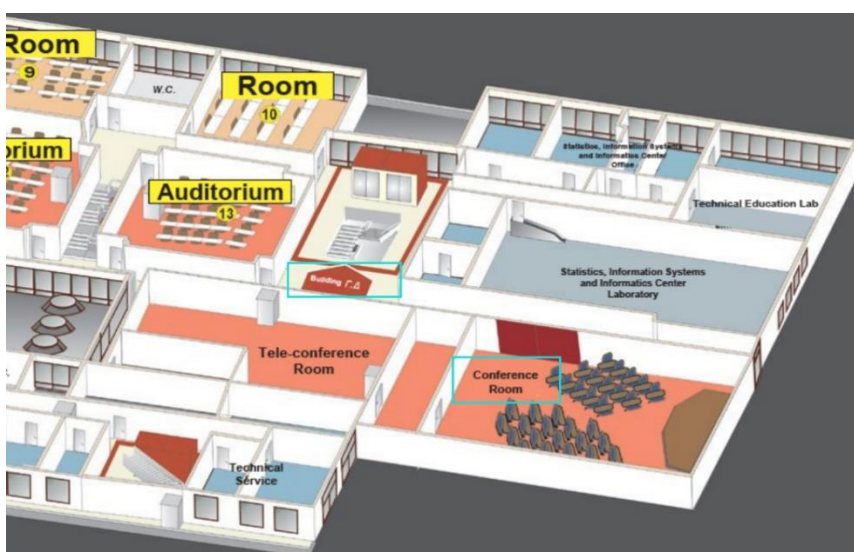 Room
9
W.C.
Room
10
orium
Auditorium
13
Statistics, Information Systems
and Informatics Center
Office
Technical Education Lab
Building Γ.Δ
Statistics, Information Systems
and Informatics Center
Laboratory
Tele-conference
Room
Conference
Room
Technical
Service